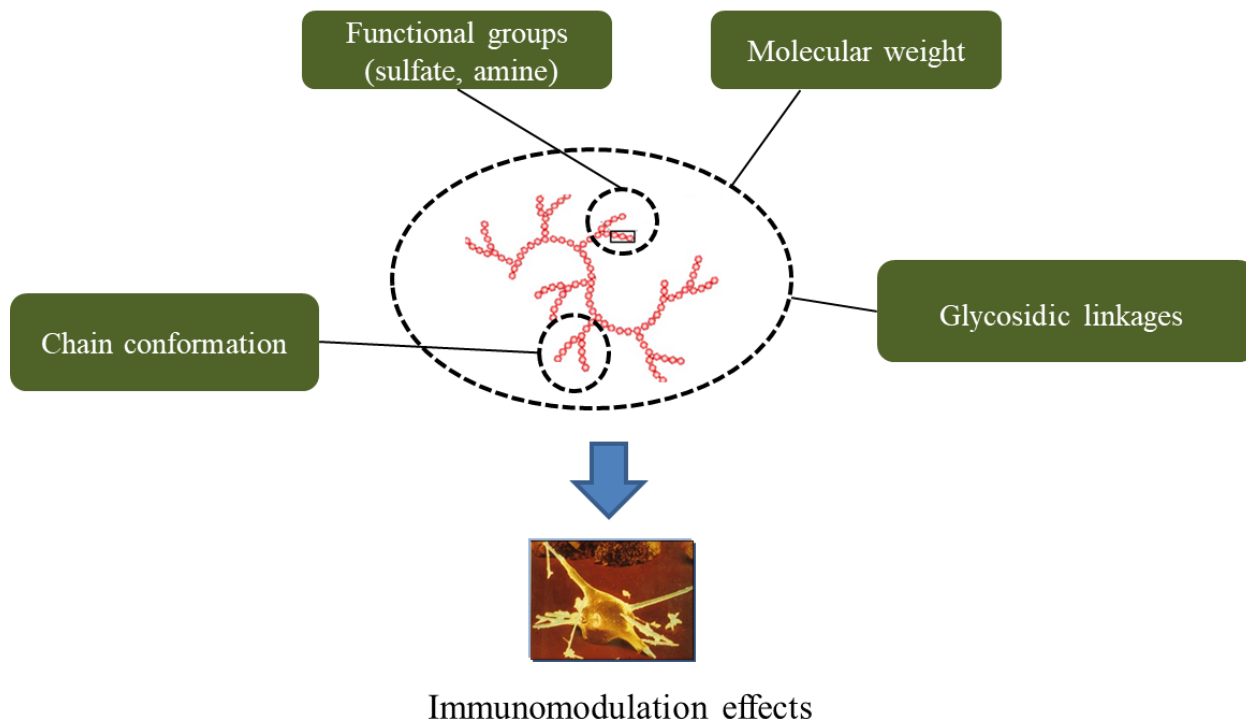 Functional groups
(sulfate, amine)
Molecular weight
Glycosidic linkages
Chain conformation
Immunomodulation effects